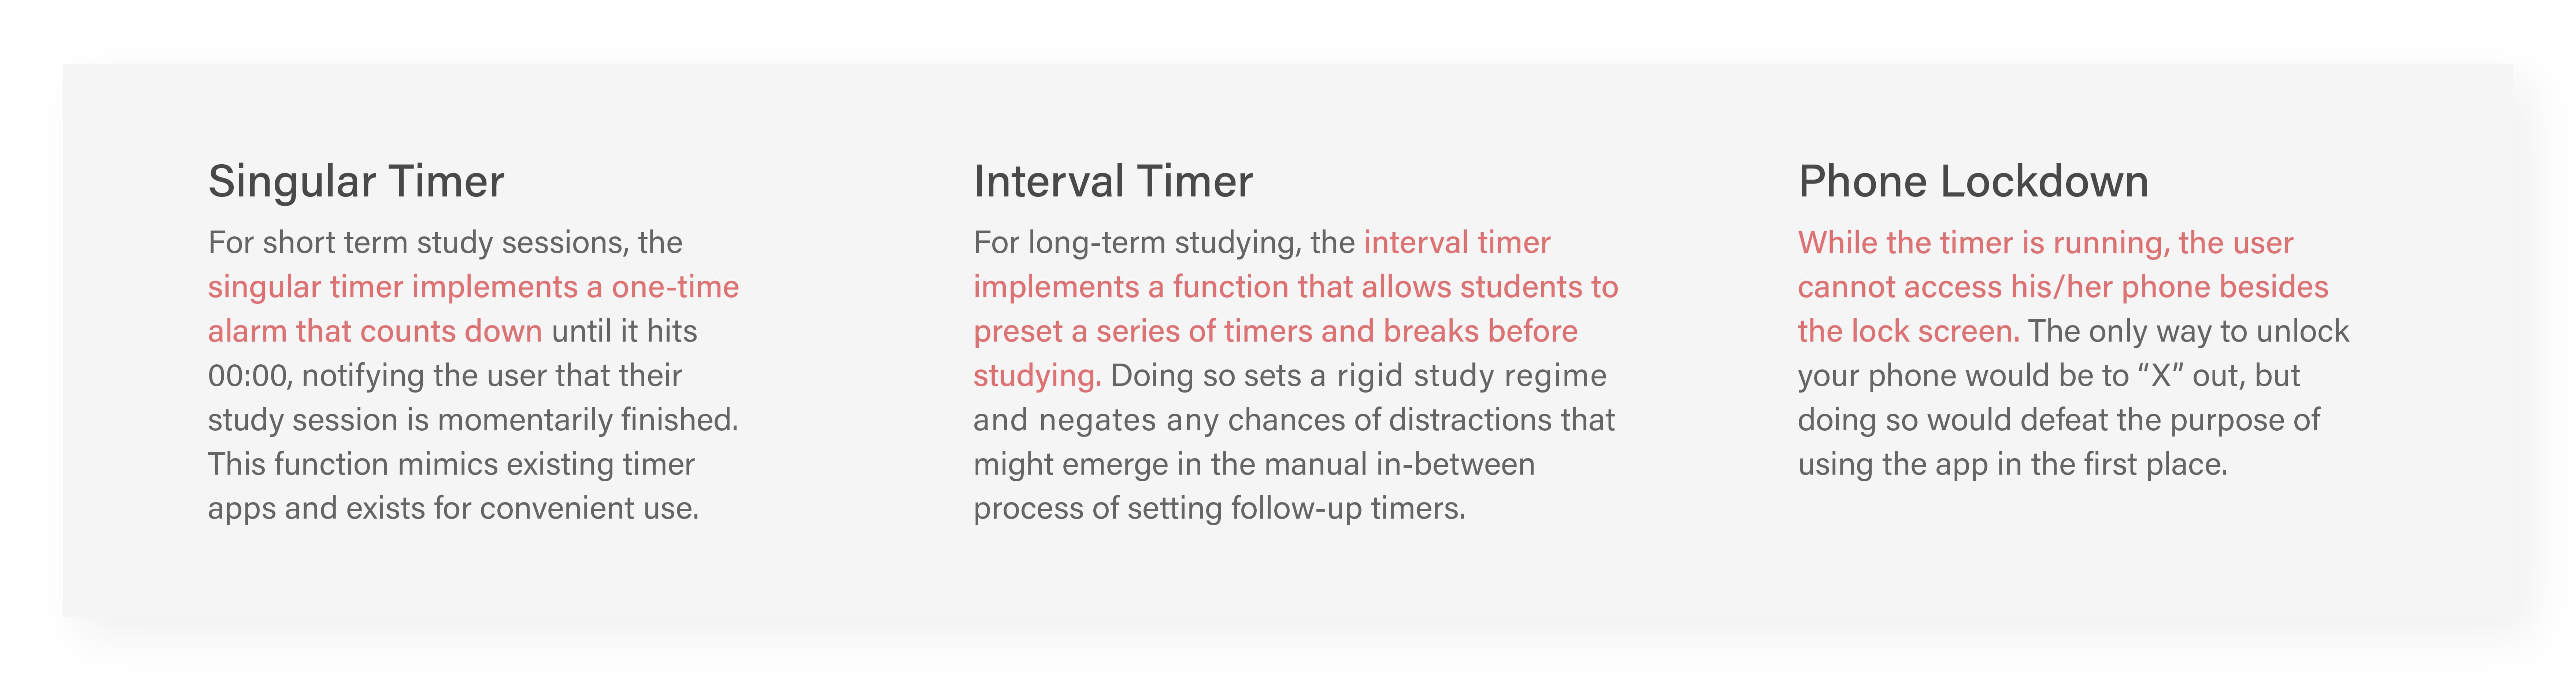 Singular Timer
For short term study sessions, the
singular timer implements a one-time
alarm that counts down until it hits
00:00, notifying the user that their
study session is momentarily finished.
This function mimics existing timer
apps and exists for convenient use.
Interval Timer
For long-term studying, the interval timer
implements a function that allows students to
preset a series of timers and breaks before
studying. Doing so sets a rigid study regime
and negates any chances of distractions that
might emerge in the manual in-between
process of setting follow-up timers.
Phone Lockdown
While the timer is running, the user
cannot access his/her phone besides
the lock screen. The only way to unlock
your phone would be to “X” out, but
doing so would defeat the purpose of
using the app in the first place.